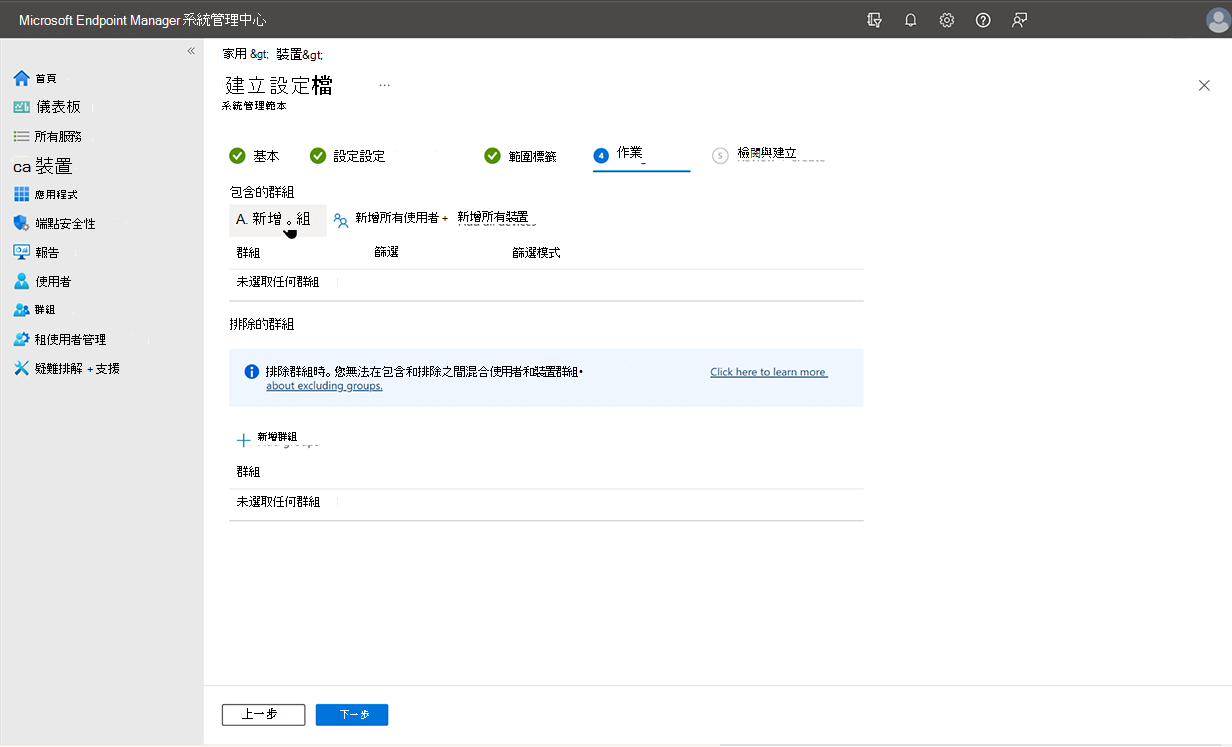 Microsoft Endpoint Manager 系統管理中心
«
首頁
儀表板
所有服務
ca 裝置
應用程式
端點安全性
報告
使用者
群組
租使用者管理
疑難排解 + 支援
家用 &gt; 裝置&gt;
建立設定檔 ...
系統管理範本
基本 設定設定 範圍標籤 4 作業 5 檢閱與建立
包含的群組
A. 新增。組 新增所有使用者 + 新增所有裝置
群組 篩選 篩選模式
未選取任何群組
排除的群組
排除群組時。您無法在包含和排除之間混合使用者和裝置群組• Click here to learn more
about excluding groups.
新增群組
群組
未選取任何群組
上一步 下一步